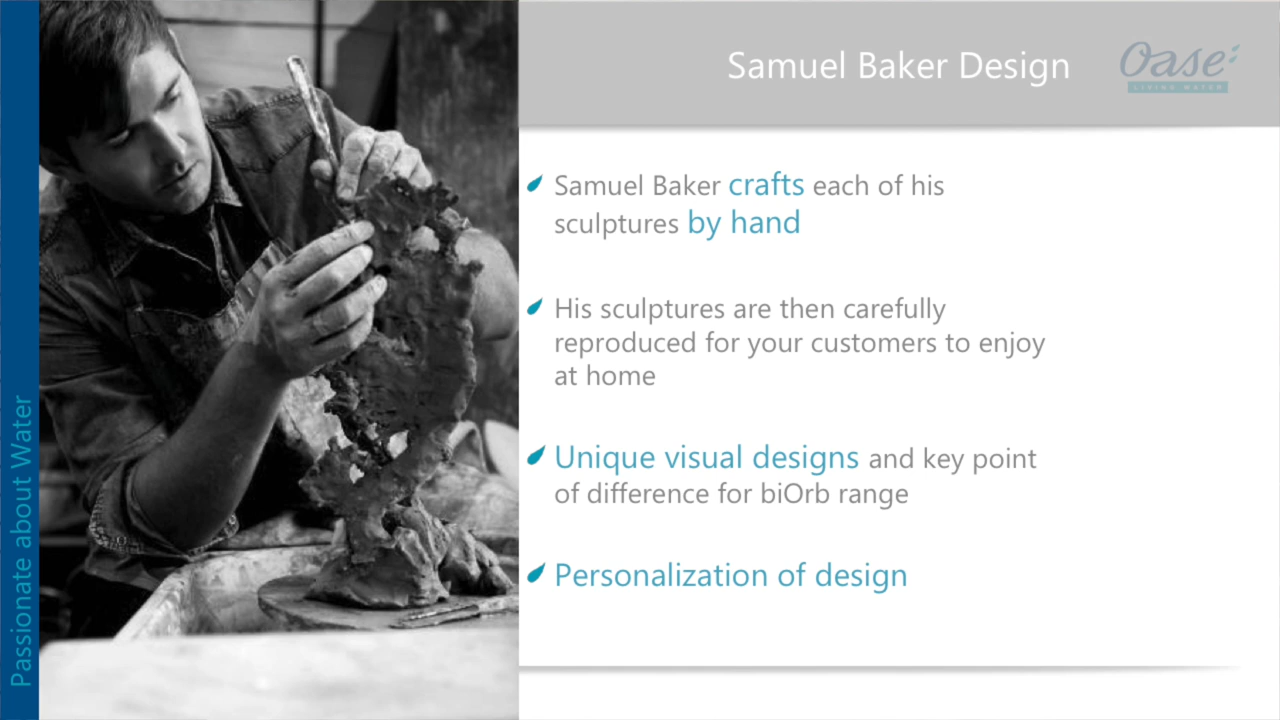 Samuel Baker Design
Oase
LIVING WATER
Samuel Baker crafts each of his
sculptures by hand
His sculptures are then carefully
reproduced for your customers to enjoy
at home
Unique visual designs and key point
of difference for biOrb range
Personalization of design
Passionate about Water